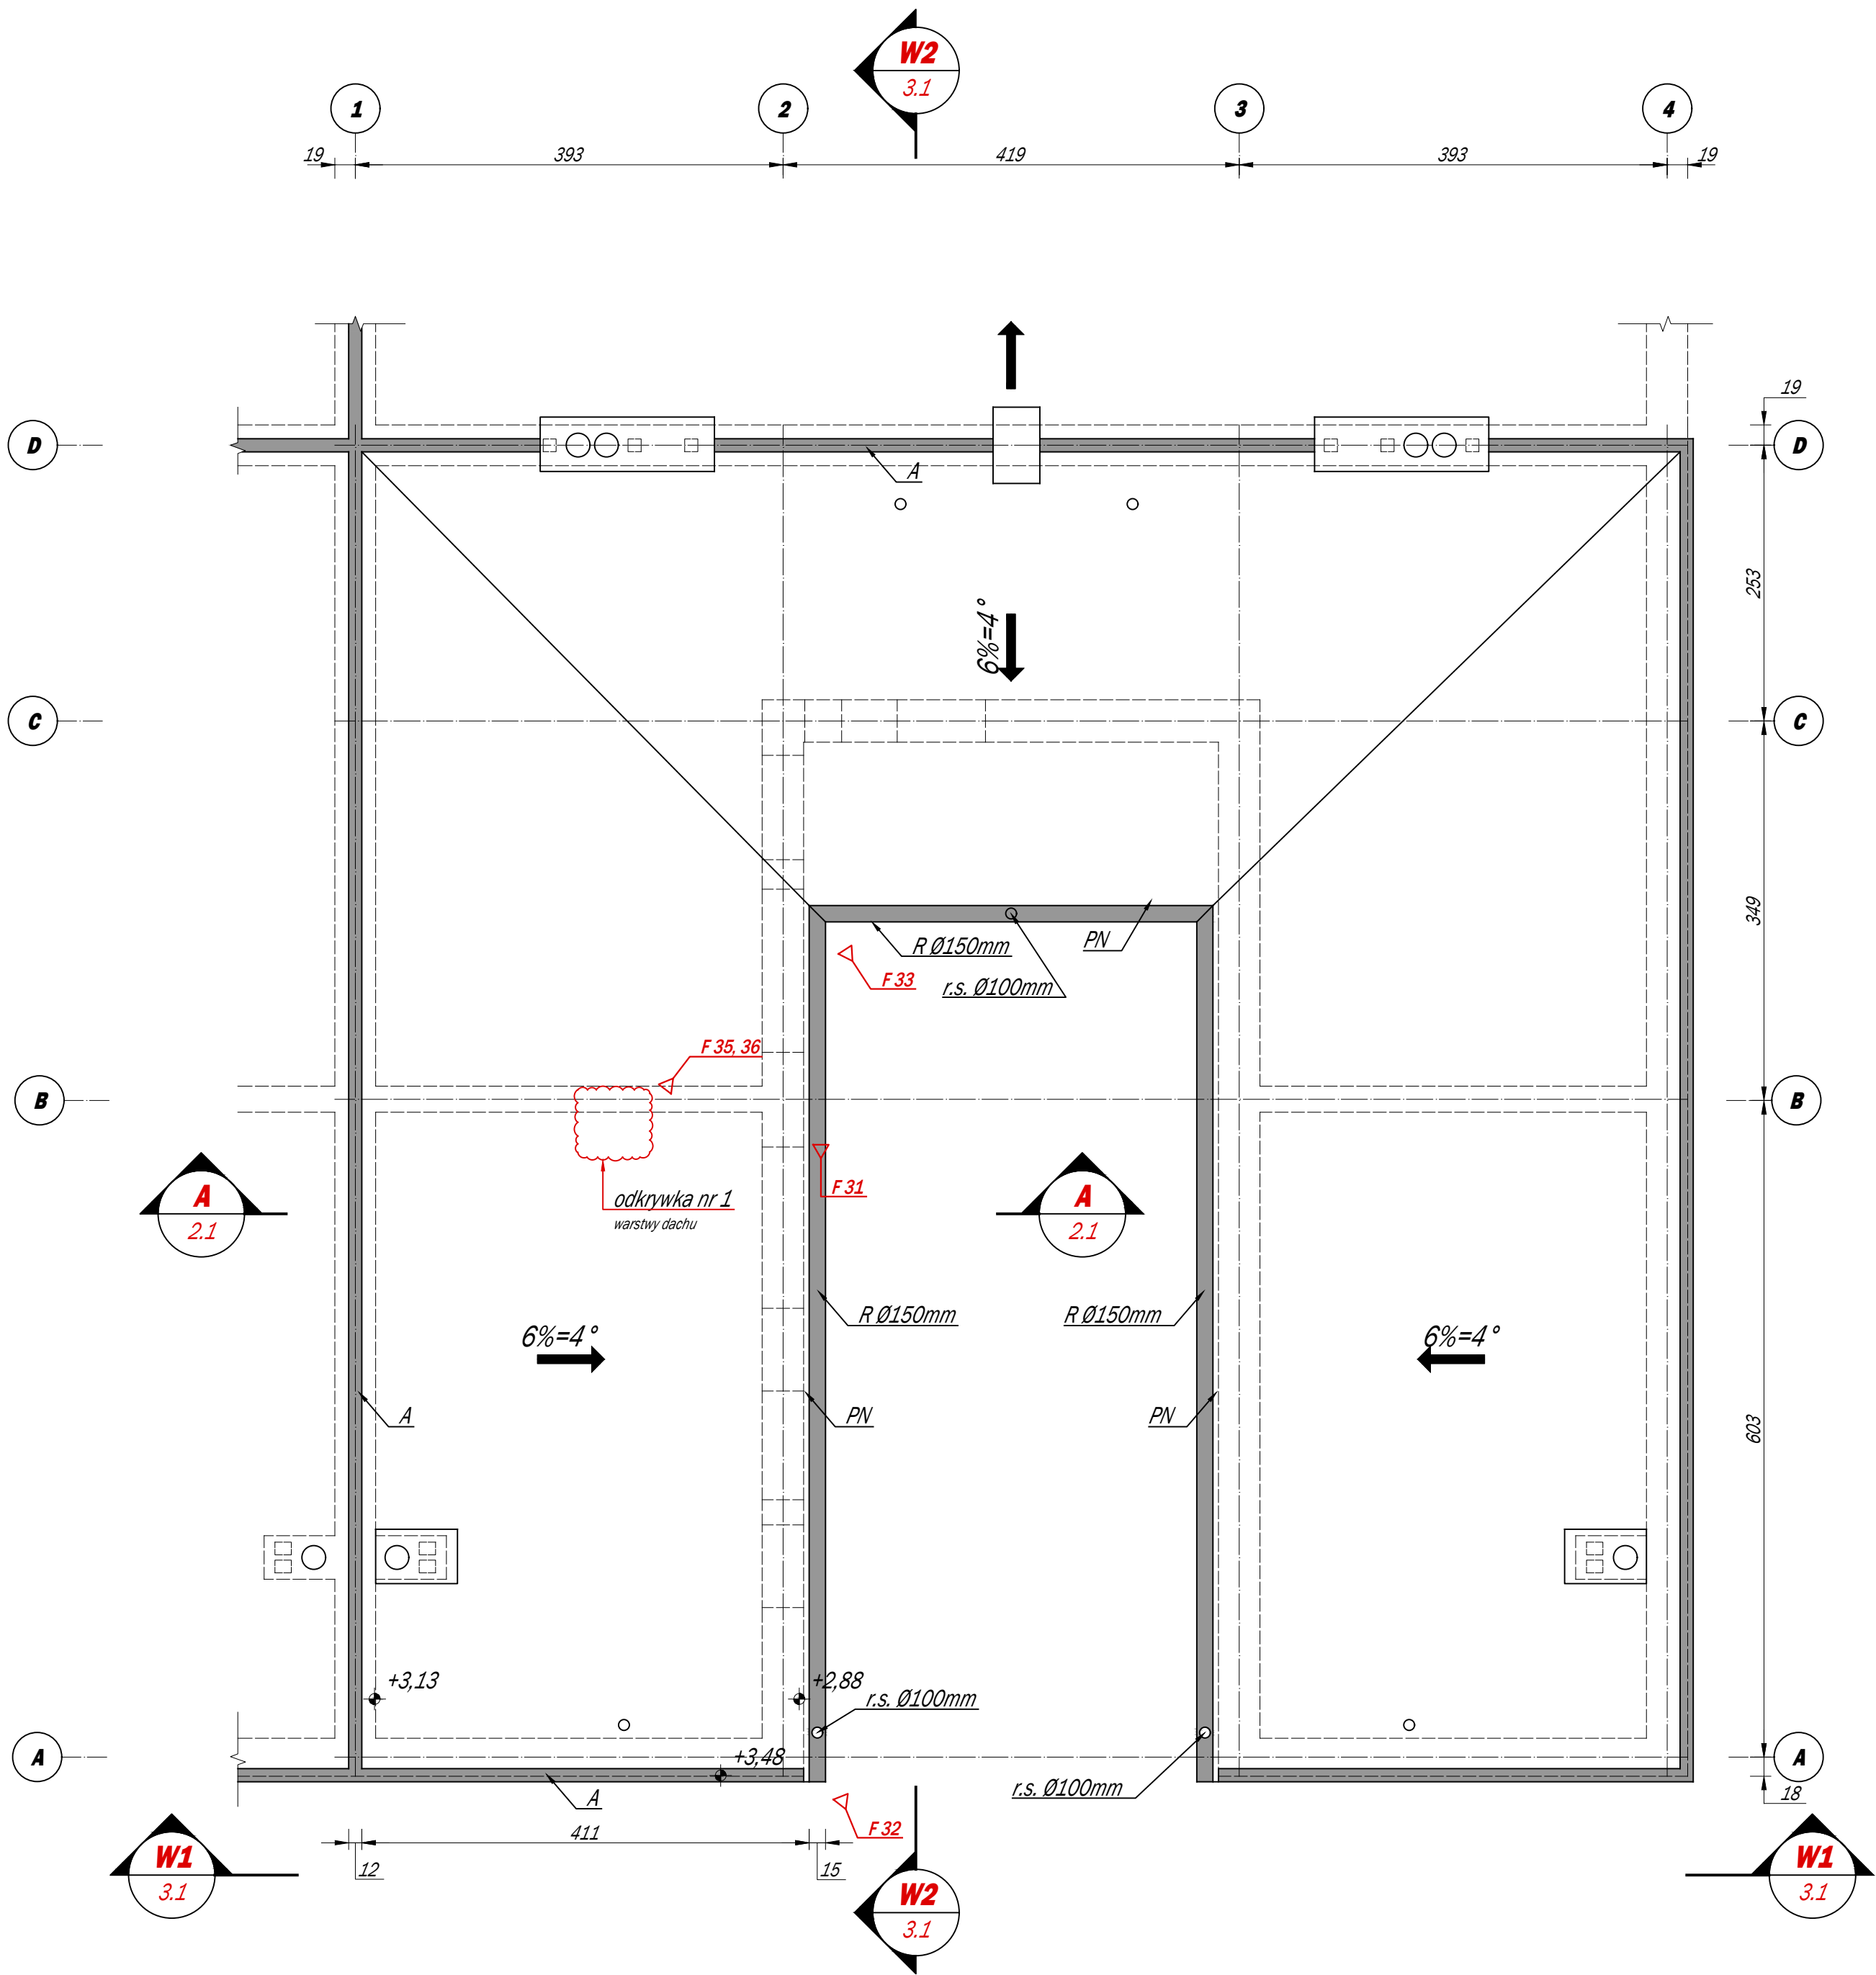 W2
3.1
1
2
3
4
19
393
419
393
19
19
D
D
A
253
6%=4°
C
C
349
R Ø150mm
PN
F 33
r.s. Ø100mm
F 35, 36
B
B
A
2.1
F 31
A
2.1
odkrywka nr 1
warstwy dachu
R Ø150mm
R Ø150mm
6%=4°
6%=4°
A
PN
PN
603
+3,13
+2,88
r.s. Ø100mm
A
+3,48
A
r.s. Ø100mm
18
A
F 32
411
12
15
W1
3.1
W2
3.1
W1
3.1